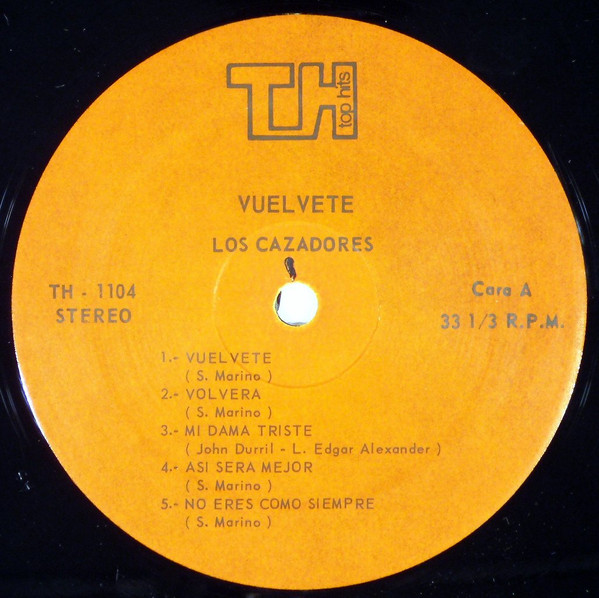 TH top hits
VUELVETE
LOS CAZADORES
TH - 1104
STEREO
Cara A
33 1/3 R.P.M.
1.- VUELVETE
( S. Marino )
2.- VOLVERA
( S. Marino )
3.- MI DAMA TRISTE
( John Durril - L. Edgar Alexander )
4.- ASI SERA MEJOR
( S. Marino )
5.- NO ERES COMO SIEMPRE
( S. Marino )